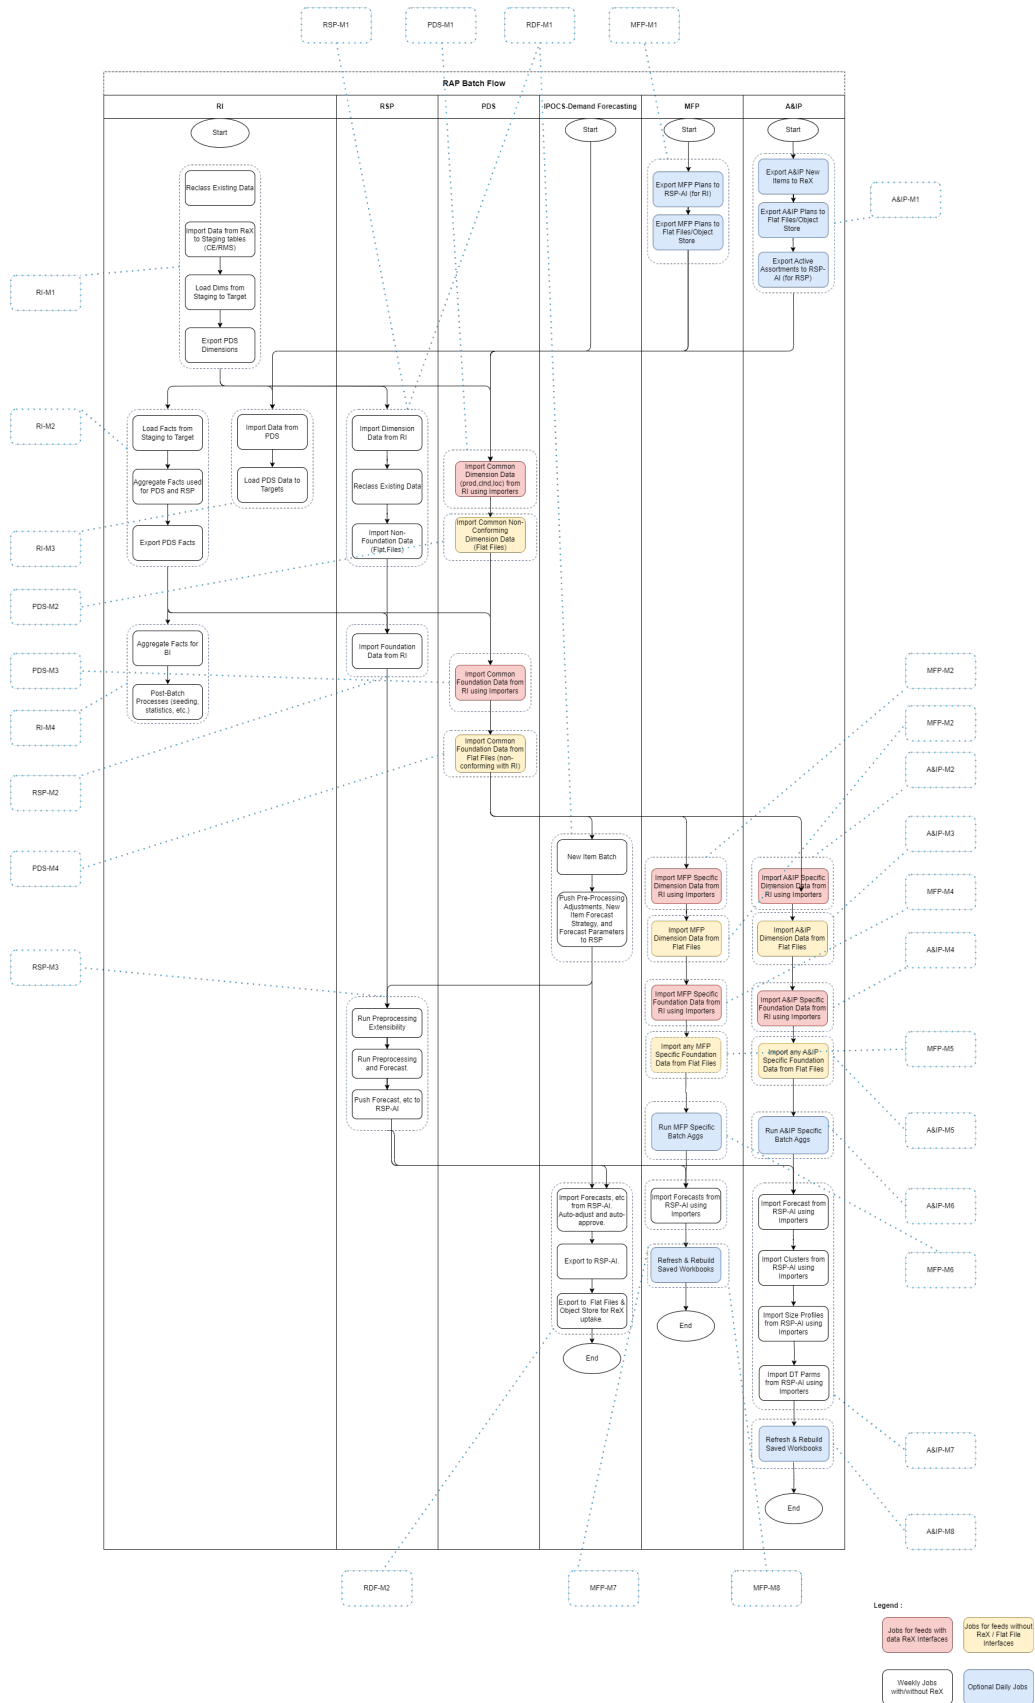 RSP-M1
PDS-M1
RDF-M1
MFP-M1
RAP Batch Flow
RI
RSP
PDS
IPOCS-Demand Forecasting
MFP
A&IP
Start
Start
Start
Start
Reclass Existing Data
Import Data from ReX
to Staging tables
(CE/RMS)
Load Dims from
Staging to Target
Export PDS
Dimensions
Export MFP Plans to
RSP-AI (for RI)
Export MFP Plans to
Flat Files/Object
Store
Export A&IP New
Items to ReX
Export A&IP Plans to
Flat Files/Object
Store
Export Active
Assortments to RSP-
AI (for RSP)
A&IP-M1
RI-M1
RI-M2
Load Facts from
Staging to Target
Aggregate Facts used
for PDS and RSP
Export PDS Facts
Import Data from
PDS
Load PDS Data to
Targets
Import Dimension
Data from RI
Reclass Existing Data
Import Non-
Foundation Data
(Flat Files)
Import Common
Dimension Data
(prod,clnd,loc) from
RI using Importers
Import Common Non-
Conforming
Dimension Data
(Flat Files)
RI-M3
PDS-M2
PDS-M3
RI-M4
RSP-M2
PDS-M4
Aggregate Facts for
BI
Post-Batch
Processes (seeding,
statistics, etc.)
Import Foundation
Data from RI
Import Common
Foundation Data from
RI using Importers
Import Common
Foundation Data from
Flat Files (non-
conforming with RI)
MFP-M2
MFP-M2
A&IP-M2
A&IP-M3
MFP-M4
A&IP-M4
New Item Batch
Push Pre-Processing
Adjustments, New
Item Forecast
Strategy, and
Forecast Parameters
to RSP
Import MFP Specific
Dimension Data from
RI using Importers
Import MFP
Dimension Data from
Flat Files
Import MFP Specific
Foundation Data from
RI using Importers
Import any MFP
Specific Foundation
Data from Flat Files
Run MFP Specific
Batch Aggs
Import A&IP Specific
Dimension Data from
RI using Importers
Import A&IP
Dimension Data from
Flat Files
Import A&IP Specific
Foundation Data from
RI using Importers
Import any A&IP
Specific Foundation
Data from Flat Files
Run A&IP Specific
Batch Aggs
RSP-M3
Run Preprocessing
Extensibility
Run Preprocessing
and Forecast.
Push Forecast, etc to
RSP-AI
MFP-M5
A&IP-M5
A&IP-M6
MFP-M6
Import Forecasts, etc
from RSP-AI.
Auto-adjust and auto-
approve.
Export to RSP-AI.
Export to Flat Files &
Object Store for ReX
uptake.
End
Import Forecasts from
RSP-AI using
Importers
Refresh & Rebuild
Saved Workbooks
End
Import Forecast from
RSP-AI using
Importers
Import Clusters from
RSP-AI using
Importers
Import Size Profiles
from RSP-AI using
Importers
Import DT Parms
from RSP-AI using
Importers
Refresh & Rebuild
Saved Workbooks
End
A&IP-M7
A&IP-M8
RDF-M2
MFP-M7
MFP-M8
Legend :
Jobs for feeds with
data ReX Interfaces
Jobs for feeds without
ReX / Flat File
Interfaces
Weekly Jobs
with/without ReX
Optional Daily Jobs